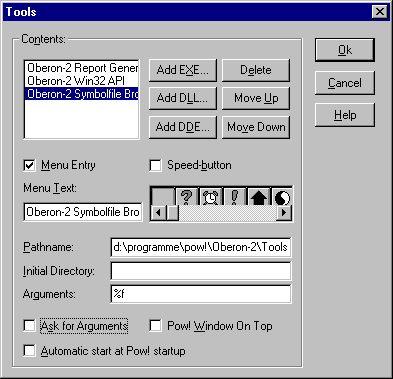 Tools
Contents:
Oberon-2 Report Gener
Oberon-2 Win32 API
Oberon-2 Symbolfile Bro
Add EXE...
Delete
Add DLL...
Move Up
Add DDE...
Move Down
Ok
Cancel
Help
Menu Entry
Speed-button
Menu Text:
Oberon-2 Symbolfile Bro
Pathname:
d:\programme\pow!\Oberon-2\Tools
Initial Directory:
Arguments:
%f
Ask for Arguments
Pow! Window On Top
Automatic start at Pow! startup